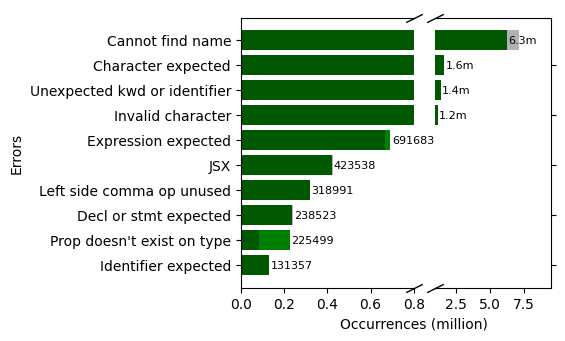 Cannot find name 6.3m
Character expected 1.6m
Unexpected kwd or identifier 1.4m
Invalid character 1.2m
Expression expected 691683
JSX 423538
Left side comma op unused 318991
Decl or stmt expected 238523
Prop doesn't exist on type 225499
Identifier expected 131357
Errors
0.0 0.2 0.4 0.6 0.8 2.5 5.0 7.5
Occurrences (million)